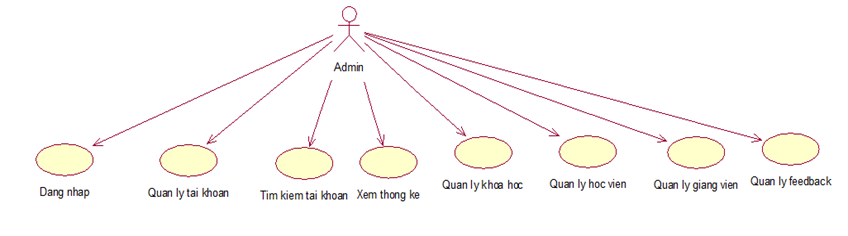 Admin
Dang nhap
Quan ly tai khoan
Tim kiem tai khoan
Xem thong ke
Quan ly khoa hoc
Quan ly hoc vien
Quan ly giang vien
Quan ly feedback